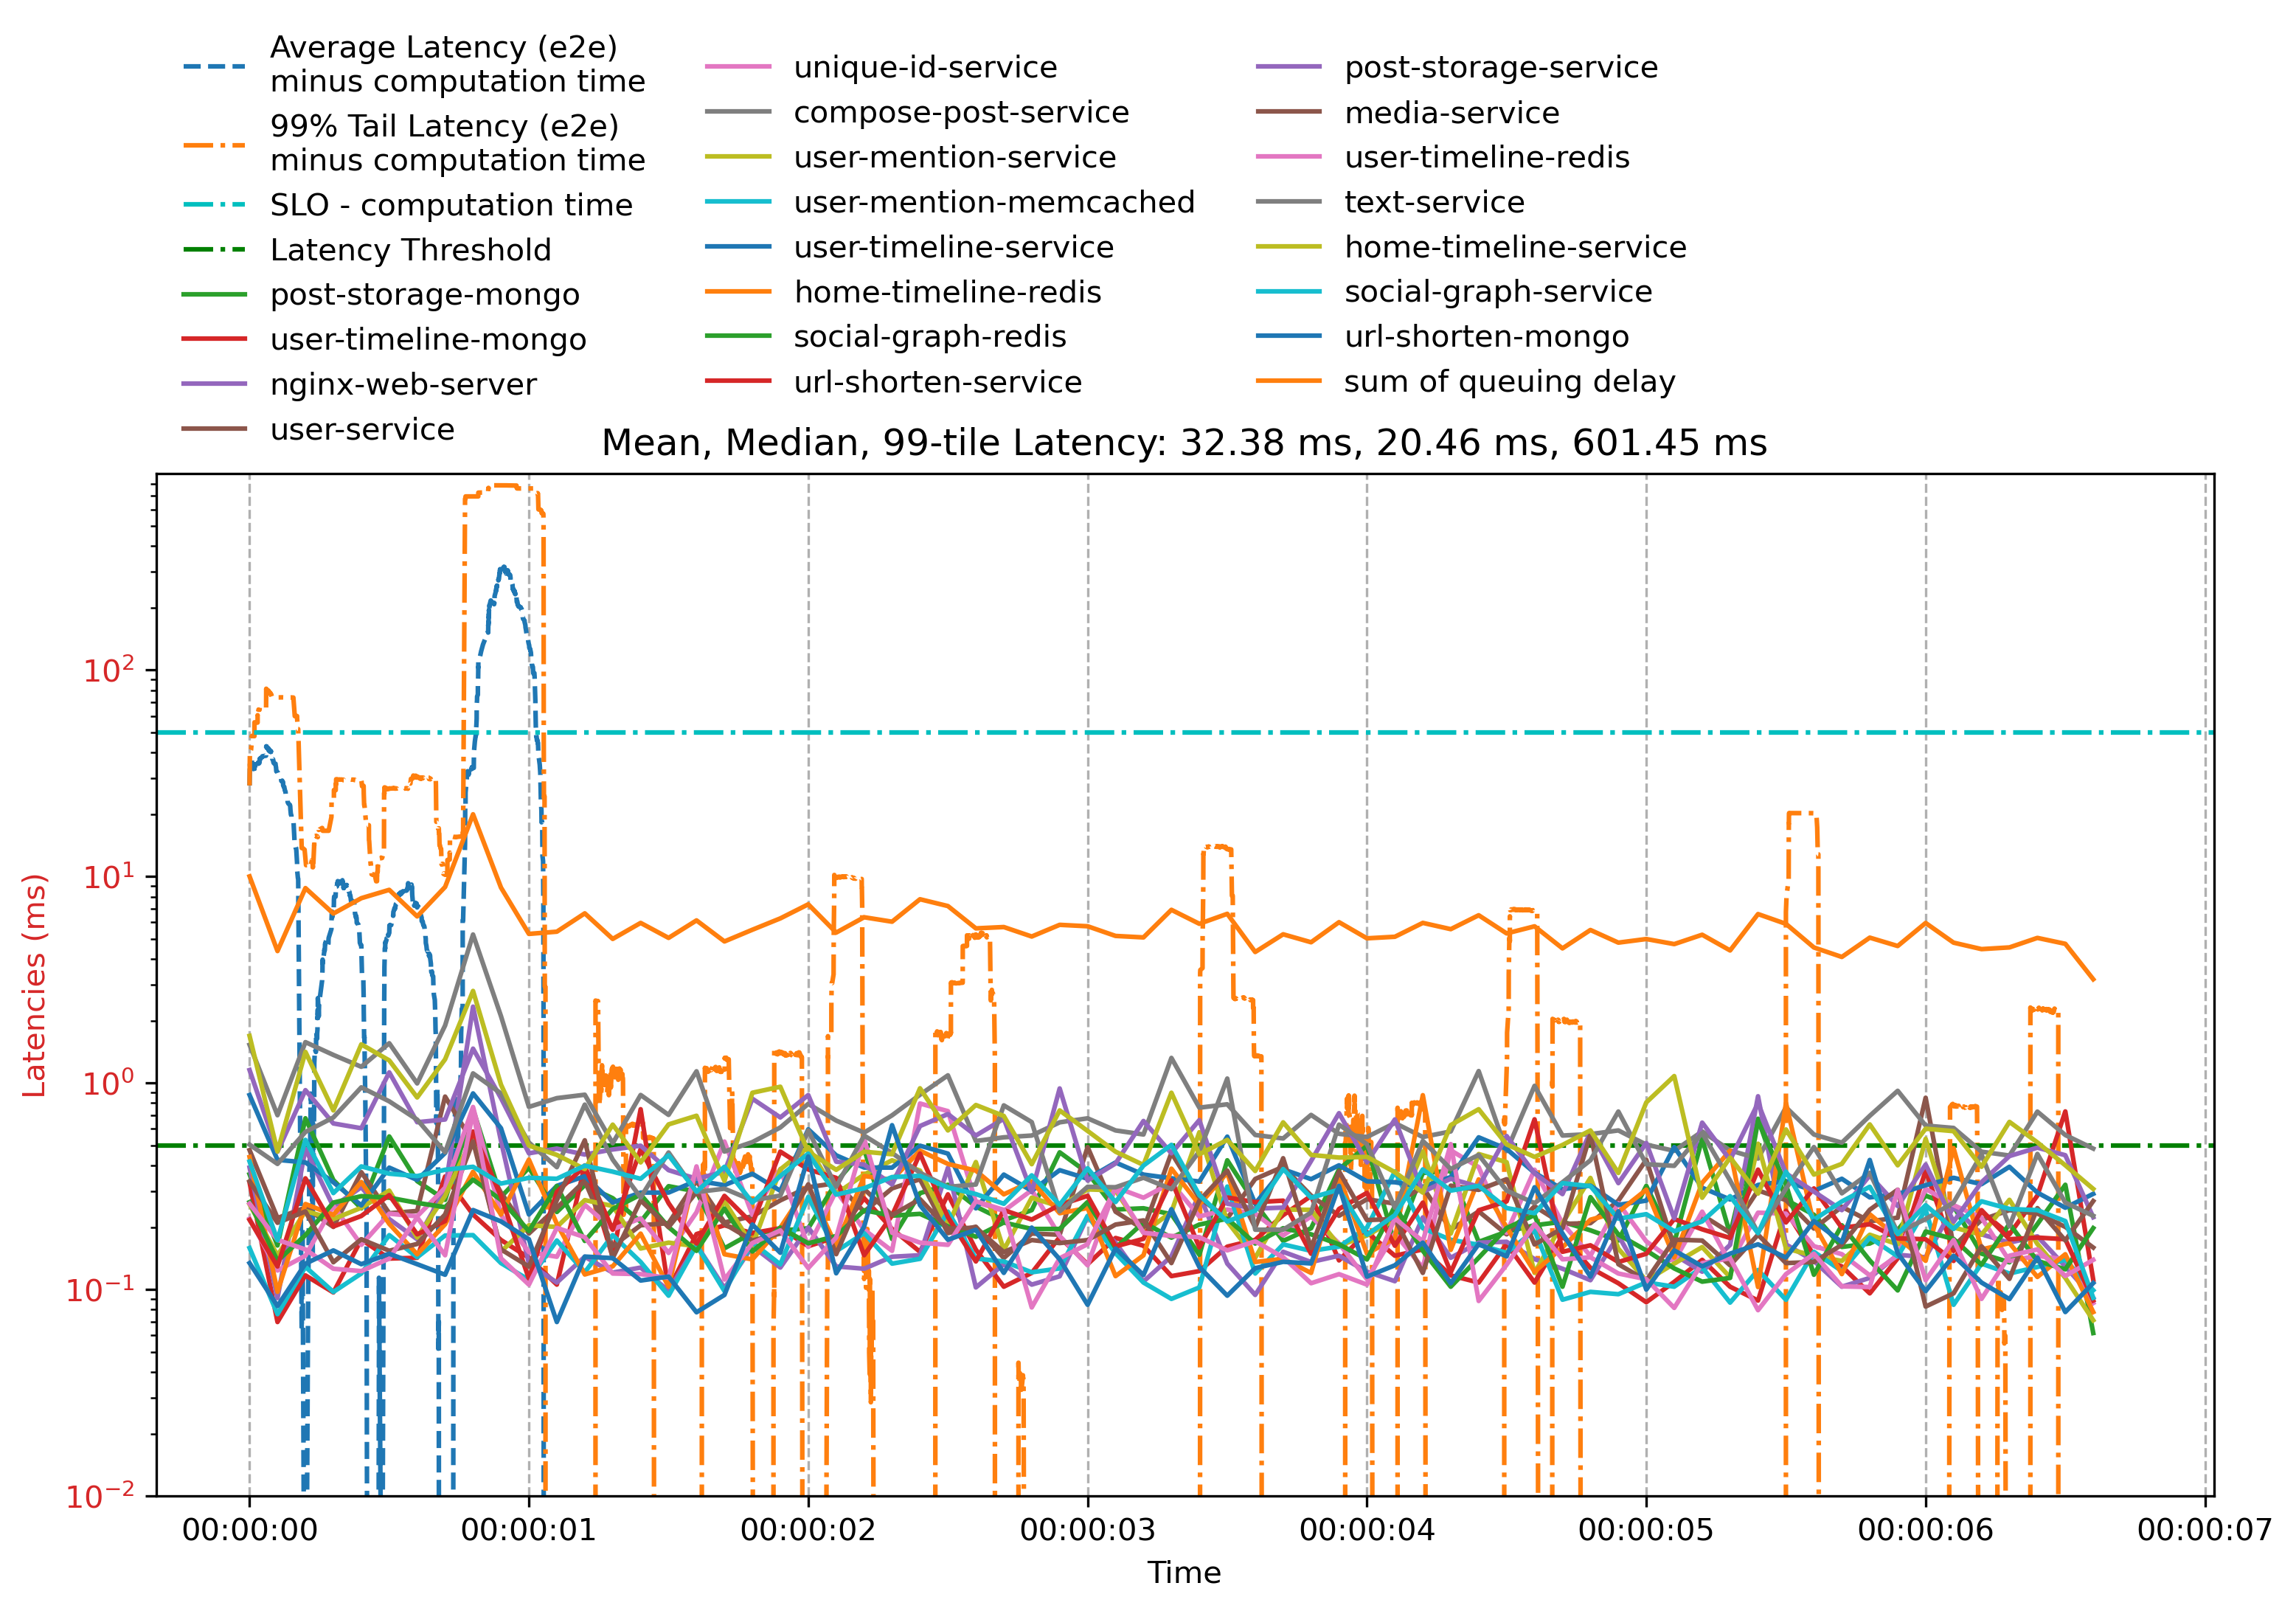 Average Latency (e2e)
minus computation time
99% Tail Latency (e2e)
minus computation time
SLO - computation time
Latency Threshold
post-storage-mongo
user-timeline-mongo
nginx-web-server
user-service
unique-id-service
compose-post-service
user-mention-service
user-mention-memcached
user-timeline-service
home-timeline-redis
social-graph-redis
url-shorten-service
post-storage-service
media-service
user-timeline-redis
text-service
home-timeline-service
social-graph-service
url-shorten-mongo
sum of queuing delay
Mean, Median, 99-tile Latency: 32.38 ms, 20.46 ms, 601.45 ms
Latencies (ms)
10²
10¹
10⁰
10⁻¹
10⁻²
00:00:00
00:00:01
00:00:02
00:00:03
00:00:04
00:00:05
00:00:06
00:00:07
Time